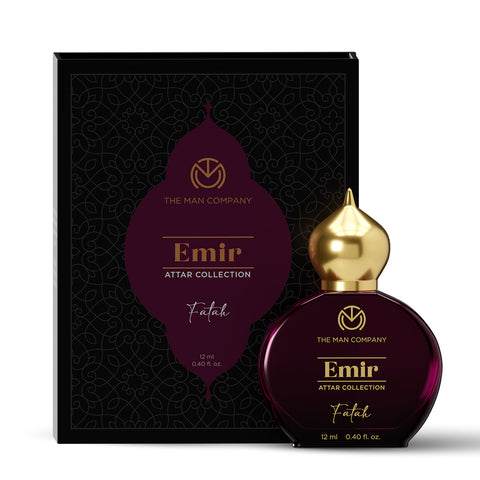 THE MAN COMPANY
Emir
ATTAR COLLECTION
Fatah
12 ml
0.40 fl. oz.
THE MAN COMPANY
Emir
ATTAR COLLECTION
Fatah
12 ml 0.40 fl. oz.